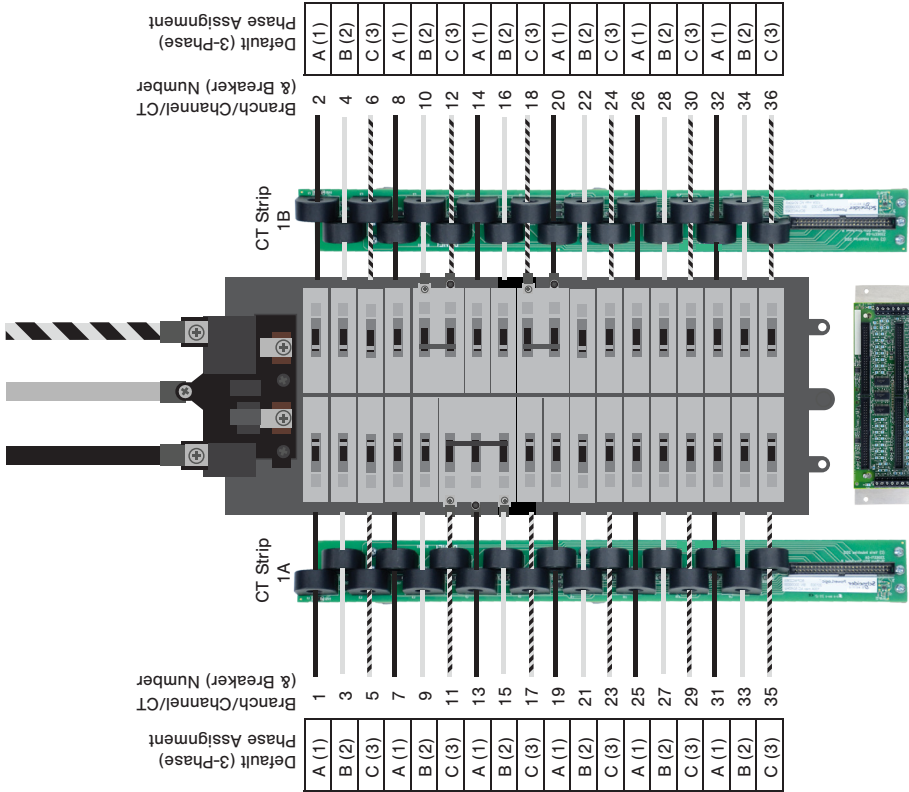 Default (3-Phase)
Phase Assignment
A (1)
B (2)
C (3)
A (1)
B (2)
C (3)
A (1)
B (2)
C (3)
A (1)
B (2)
C (3)
A (1)
B (2)
C (3)
A (1)
B (2)
C (3)
Branch/Channel/CT
(& Breaker) Number
2
4
6
8
10
12
14
16
18
20
22
24
26
28
30
32
34
36
CT Strip
1B
Schneider
CT Strip
1A
Schneider
Branch/Channel/CT
(& Breaker) Number
1
3
5
7
9
11
13
15
17
19
21
23
25
27
29
31
33
35
Default (3-Phase)
Phase Assignment
A (1)
B (2)
C (3)
A (1)
B (2)
C (3)
A (1)
B (2)
C (3)
A (1)
B (2)
C (3)
A (1)
B (2)
C (3)
A (1)
B (2)
C (3)